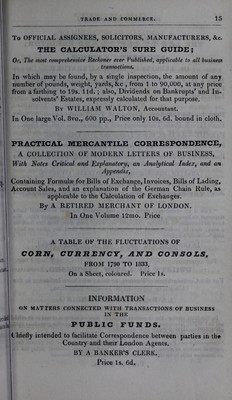 TRADE AND COMMERCE. 15
To OFFICIAL ASSIGNEES, SOLICITORS, MANUFACTURERS, &c.
THE CALCULATOR'S SURE GUIDE;
Or, The most comprehensive Reckoner ever Published, applicable to all business
transactions.
In which may be found, by a single inspection, the amount of any
number of pounds, weight, yards, &c., from 1 to 90,000, at any price
from a farthing to 19s. 11d.; also, Dividends on Bankrupts' and In-
solvents' Estates, expressly calculated for that purpose.
By WILLIAM WALTON, Accountant.
In One large Vol. 8vo., 600 pp., Price only 10s. 6d. bound in cloth.
PRACTICAL MERCANTILE CORRESPONDENCE,
A COLLECTION OF MODERN LETTERS OF BUSINESS,
With Notes Critical and Explanatory, an Analytical Index, and an
Appendix,
Containing Formulæ for Bills of Exchange, Invoices, Bills of Lading,
Account Sales, and an explanation of the German Chain Rule, as
applicable to the Calculation of Exchanges.
By A RETIRED MERCHANT OF LONDON.
In One Volume 12mo. Price
A TABLE OF THE FLUCTUATIONS OF
CORN, CURRENCY, AND CONSOLS,
FROM 1790 TO 1833,
On a Sheet, coloured. Price 1s.
INFORMATION
ON MATTERS CONNECTED WITH TRANSACTIONS OF BUSINESS
IN THE
PUBLIC FUNDS.
Chiefly intended to facilitate Correspondence between parties in the
Country and their London Agents.
BY A BANKER'S CLERK.
Price 1s. 6d.